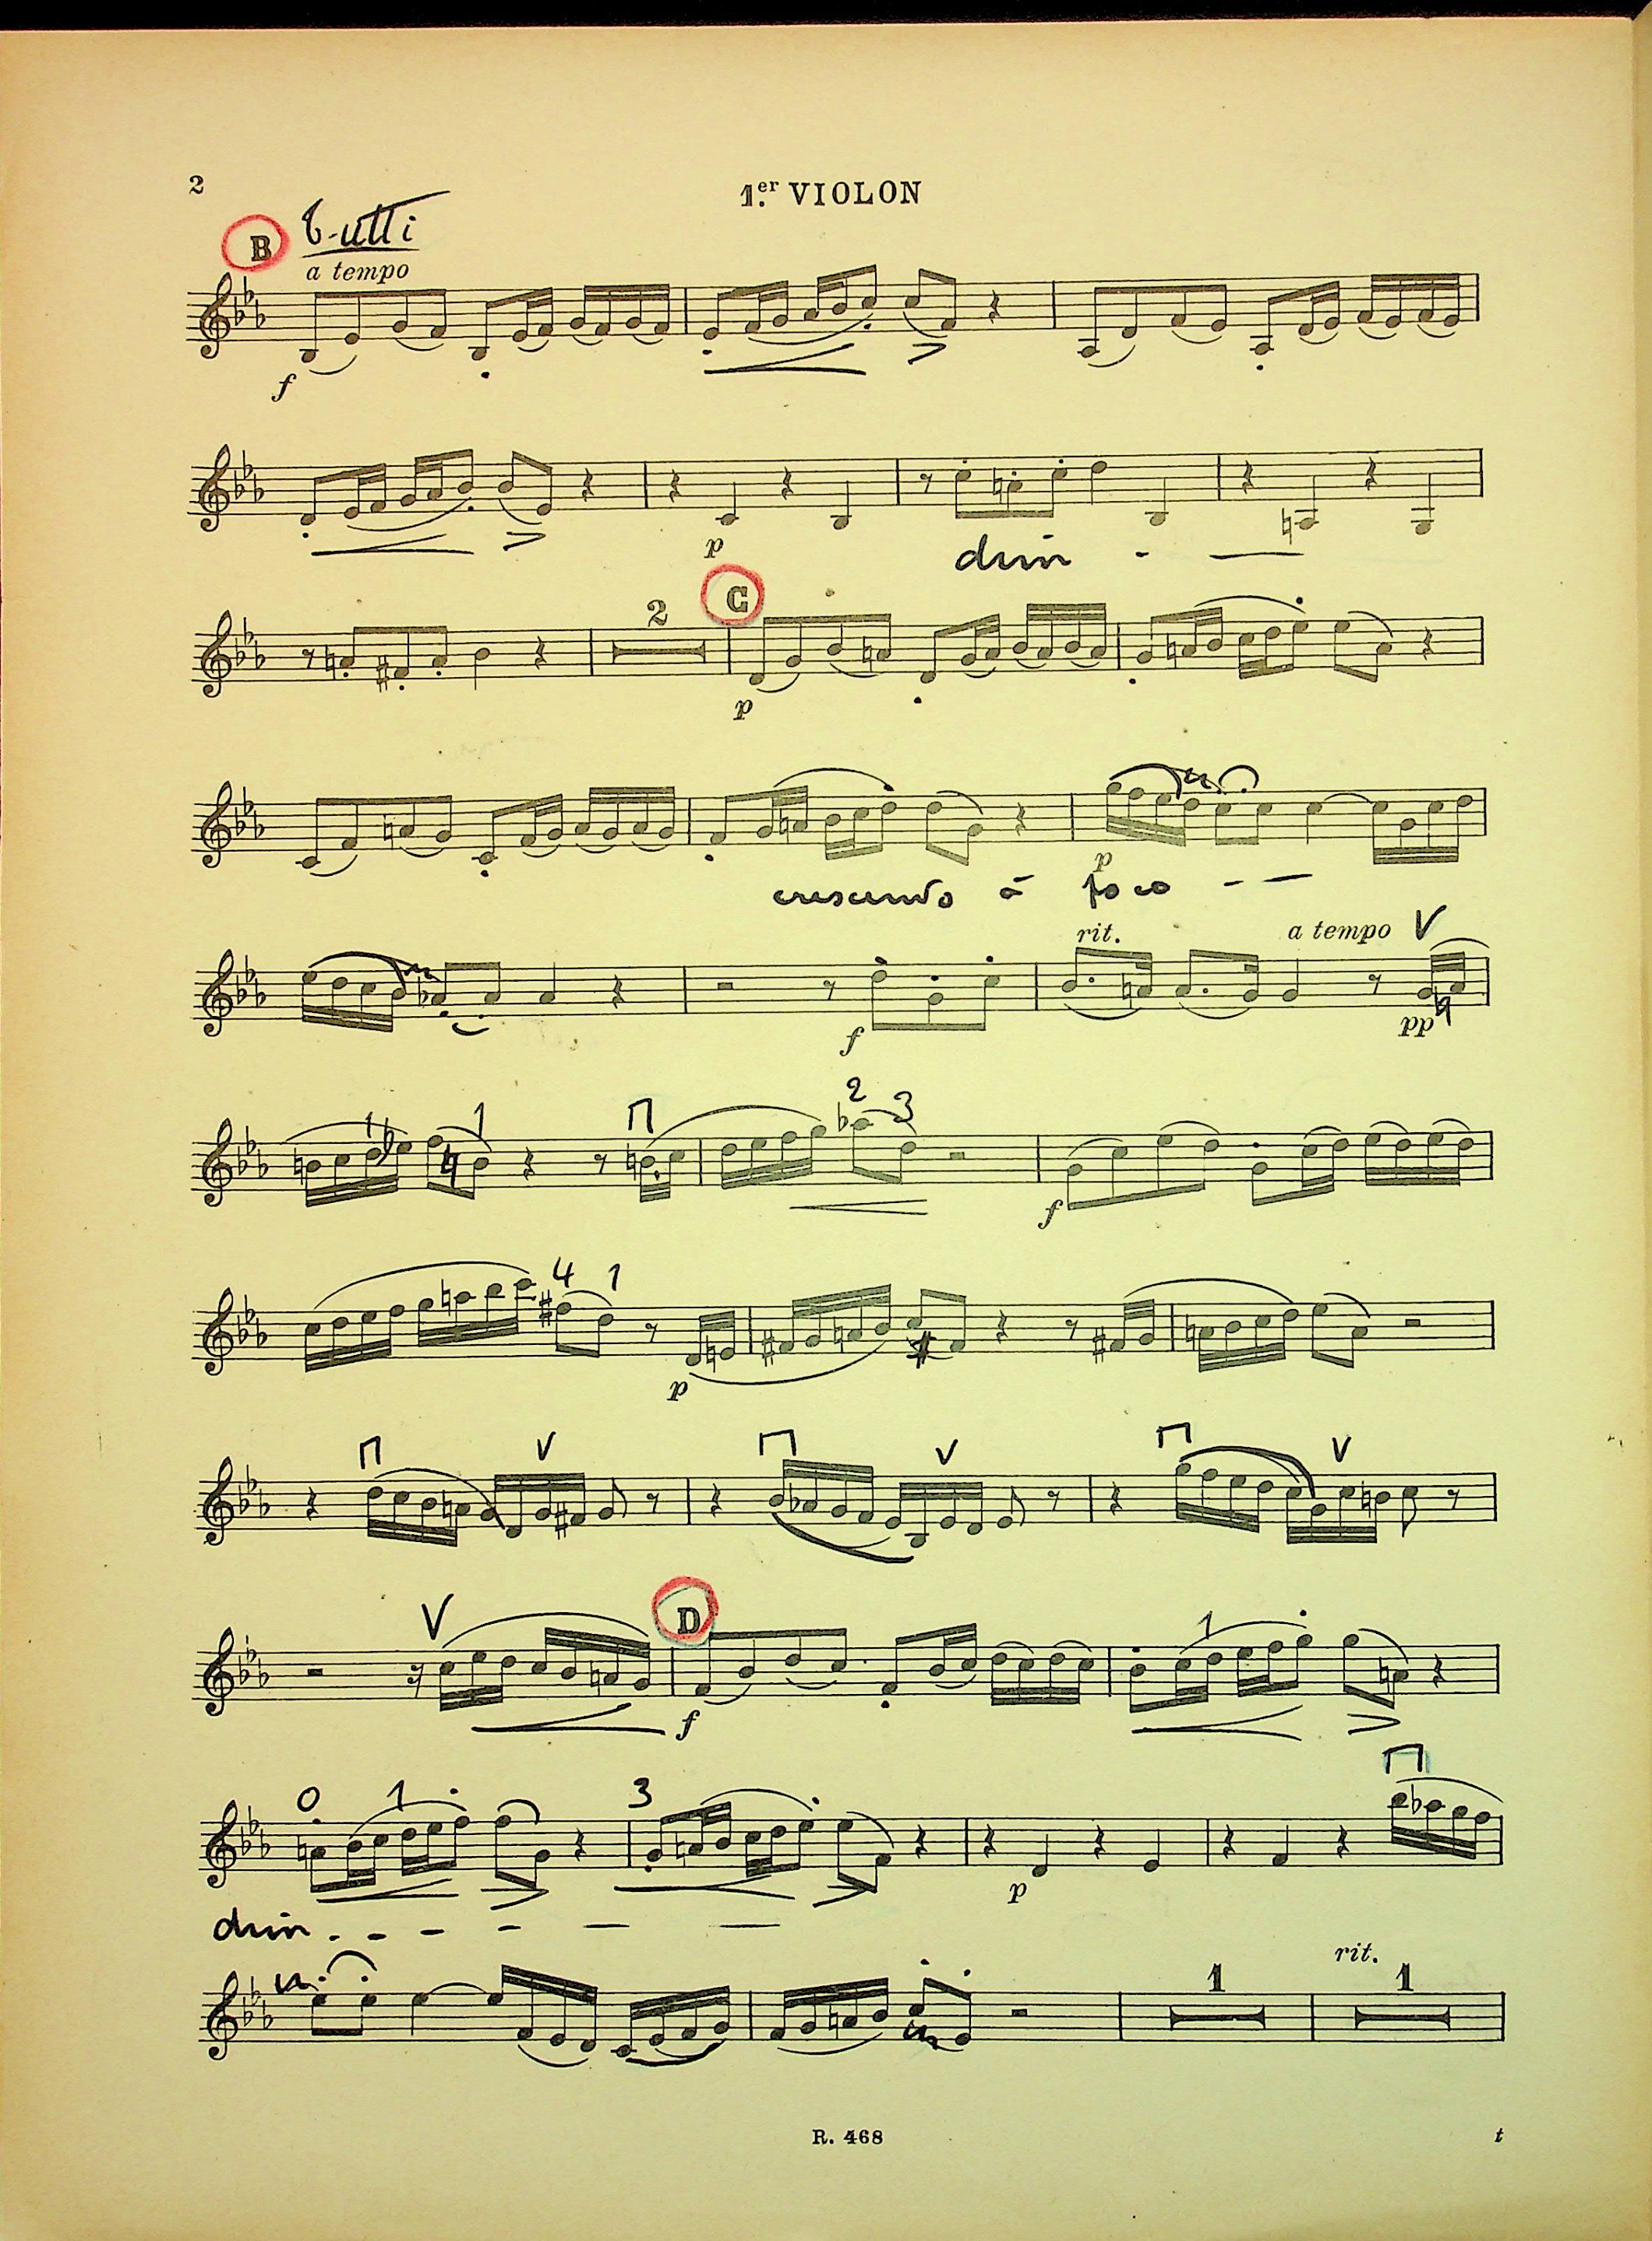 2
1.er VIOLON
B Tutti
a tempo
f
p
dim - —
2 C
p
p
crescendo à poco - —
rit. a tempo V
f pp
1 1 2 3
f
4 1
p
V V V
V D 1
f
0 1 3
p
dim. - - - — —
rit.
1 1
R. 468 t